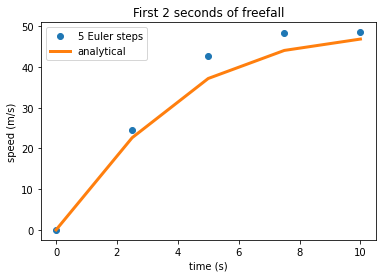 First 2 seconds of freefall
5 Euler steps
analytical
speed (m/s)
50
40
30
20
10
0
0
2
4
6
8
10
time (s)